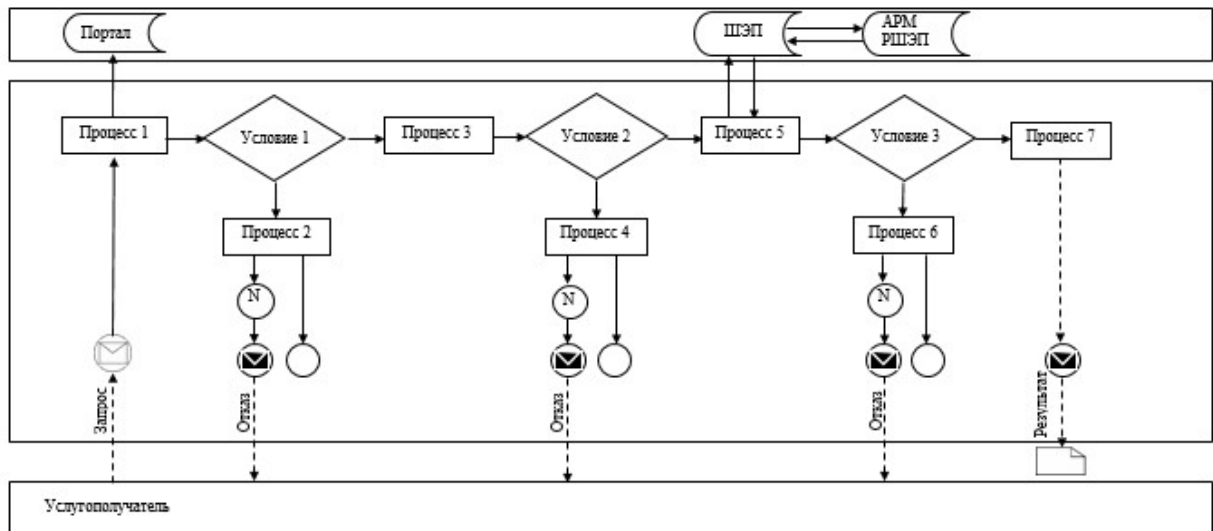 Портал
ШЭП
АРМ
РШЭП
Процесс 1
Условие 1
Процесс 3
Условие 2
Процесс 5
Условие 3
Процесс 7
Процесс 2
Процесс 4
Процесс 6
N
N
N
Запрос
Отказ
Отказ
Отказ
Результат
Услугополучатель